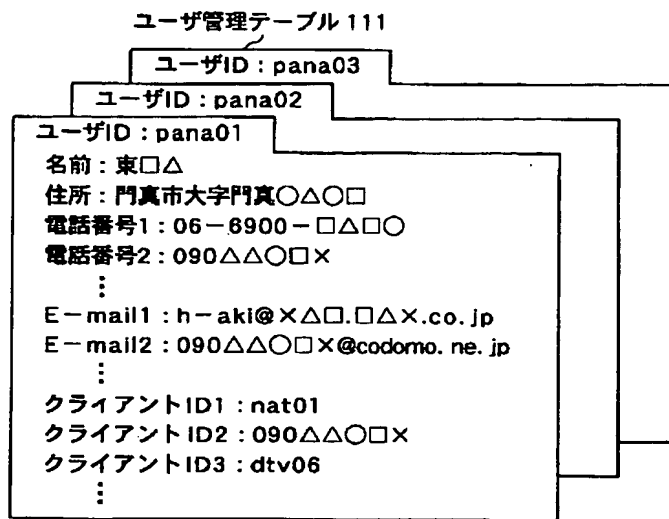 ユーザ管理テーブル 111
ユーザID:pana03
ユーザID:pana02
ユーザID:pana01
名前:東□△
住所:門真市大字門真○△○□
電話番号1:06-6900-□△□○
電話番号2:090△△○□×
⋮
E-mail1:h-aki@×△□.□△×.co.jp
E-mail2:090△△○□×@codomo.ne.jp
⋮
クライアントID1:nat01
クライアントID2:090△△○□×
クライアントID3:dtv06
⋮